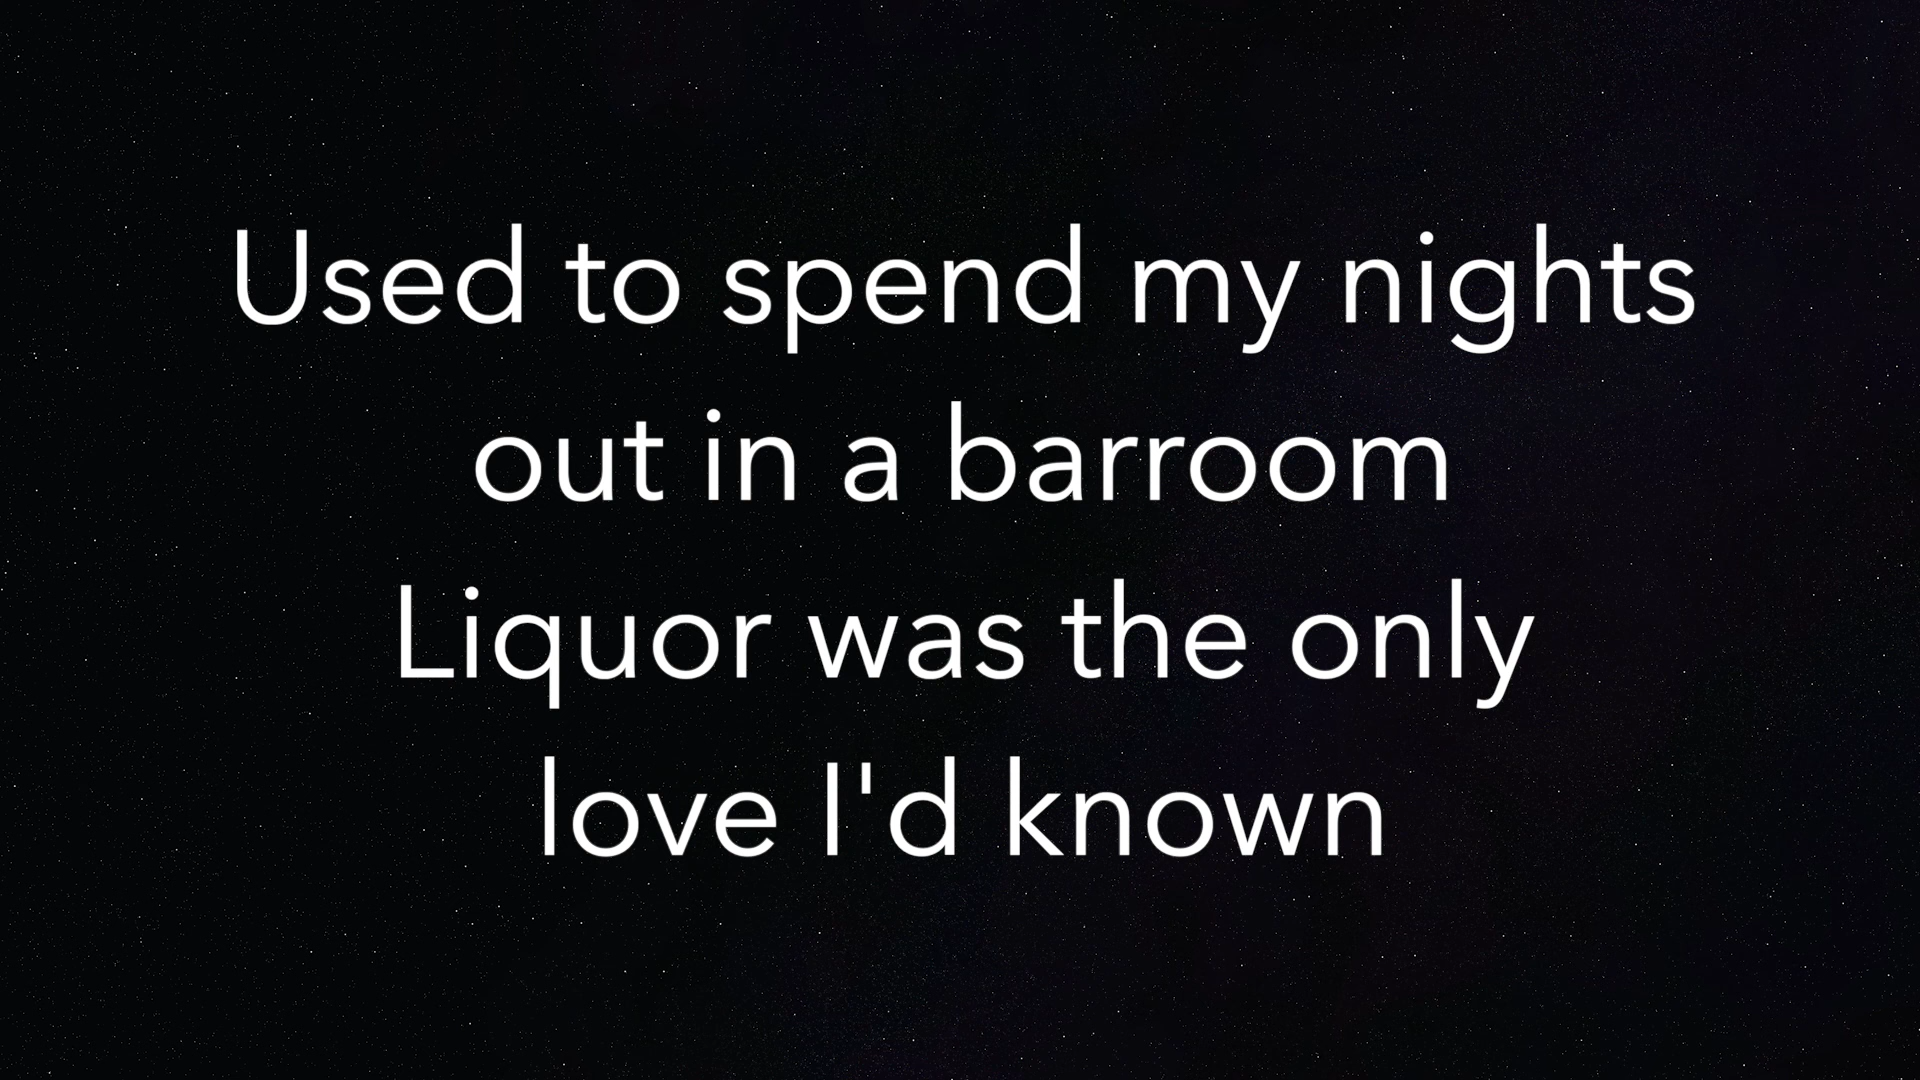 Used to spend my nights
out in a barroom
Liquor was the only
love I'd known